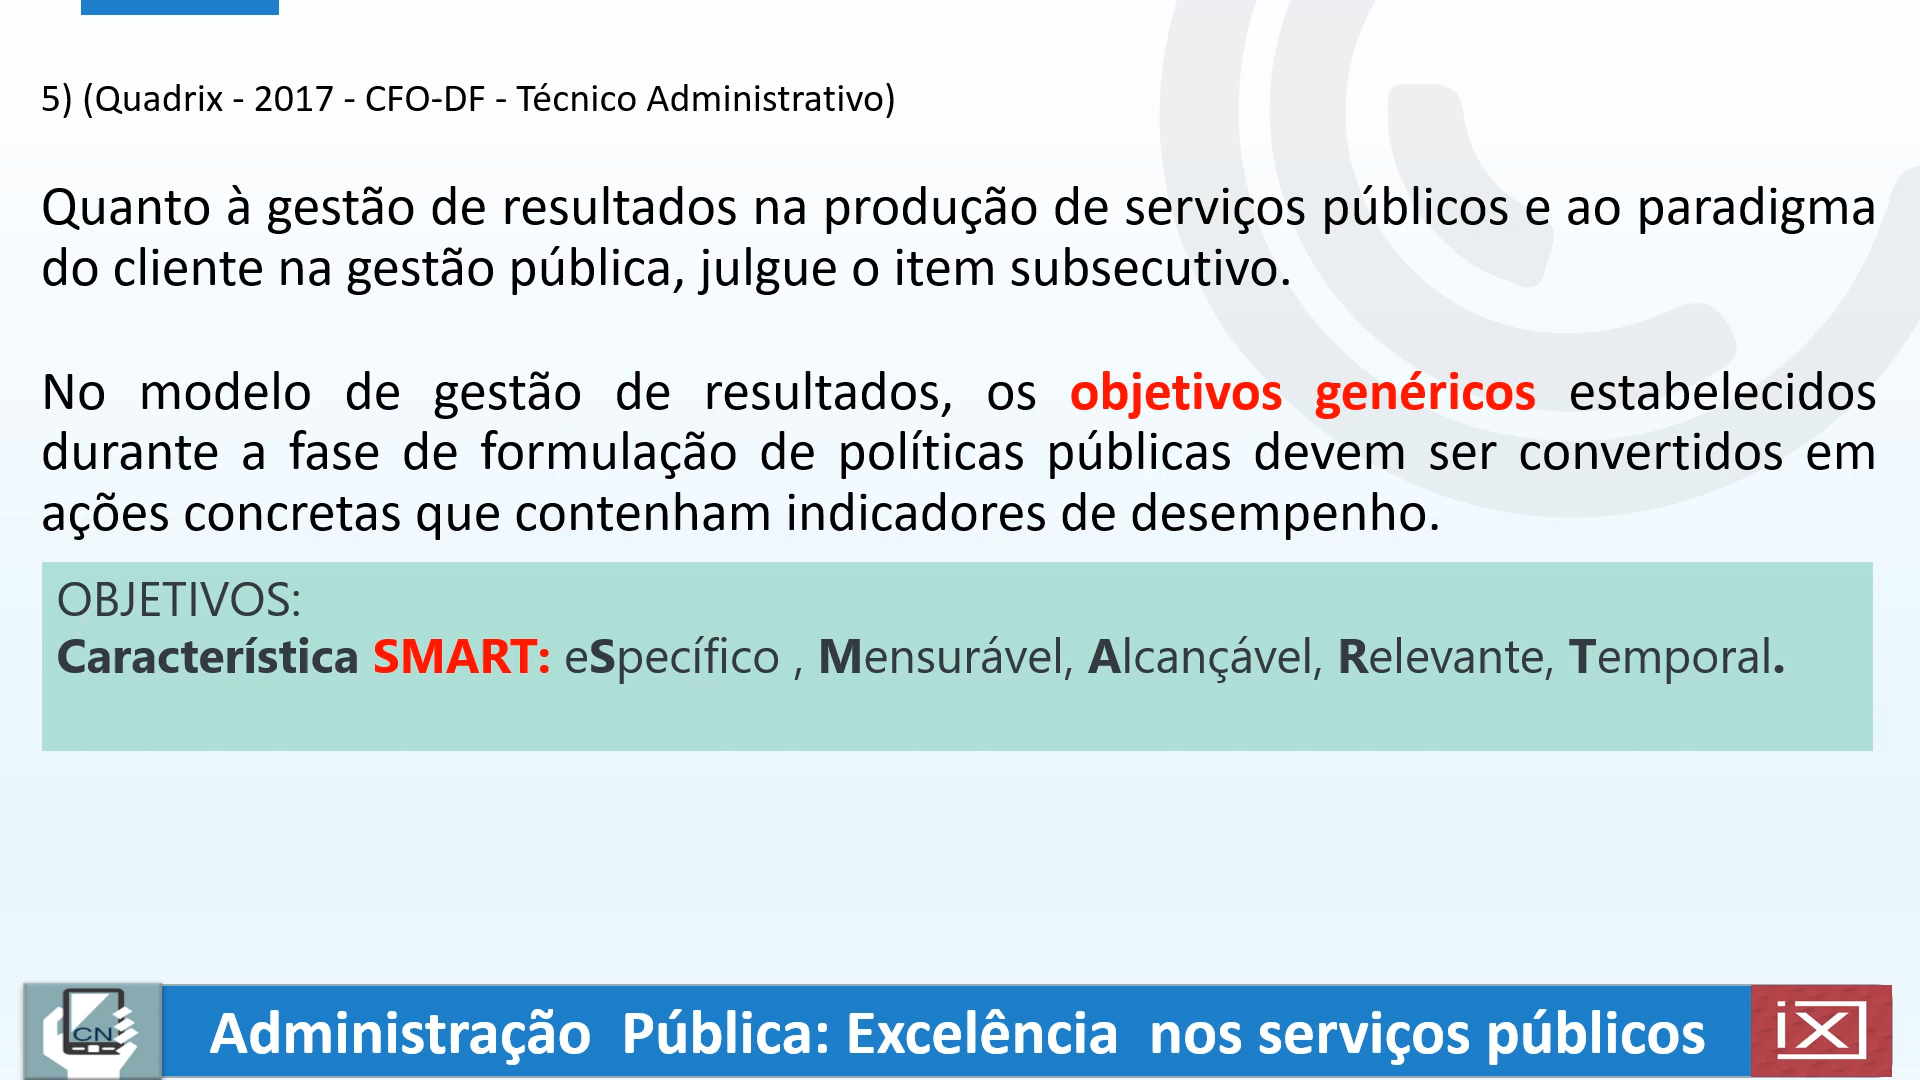 5) (Quadrix - 2017 - CFO-DF - Técnico Administrativo)
Quanto à gestão de resultados na produção de serviços públicos e ao paradigma
do cliente na gestão pública, julgue o item subsecutivo.
No modelo de gestão de resultados, os objetivos genéricos estabelecidos
durante a fase de formulação de políticas públicas devem ser convertidos em
ações concretas que contenham indicadores de desempenho.
OBJETIVOS:
Característica SMART: eSpecífico , Mensurável, Alcançável, Relevante, Temporal.
CN
Administração Pública: Excelência nos serviços públicos
iX